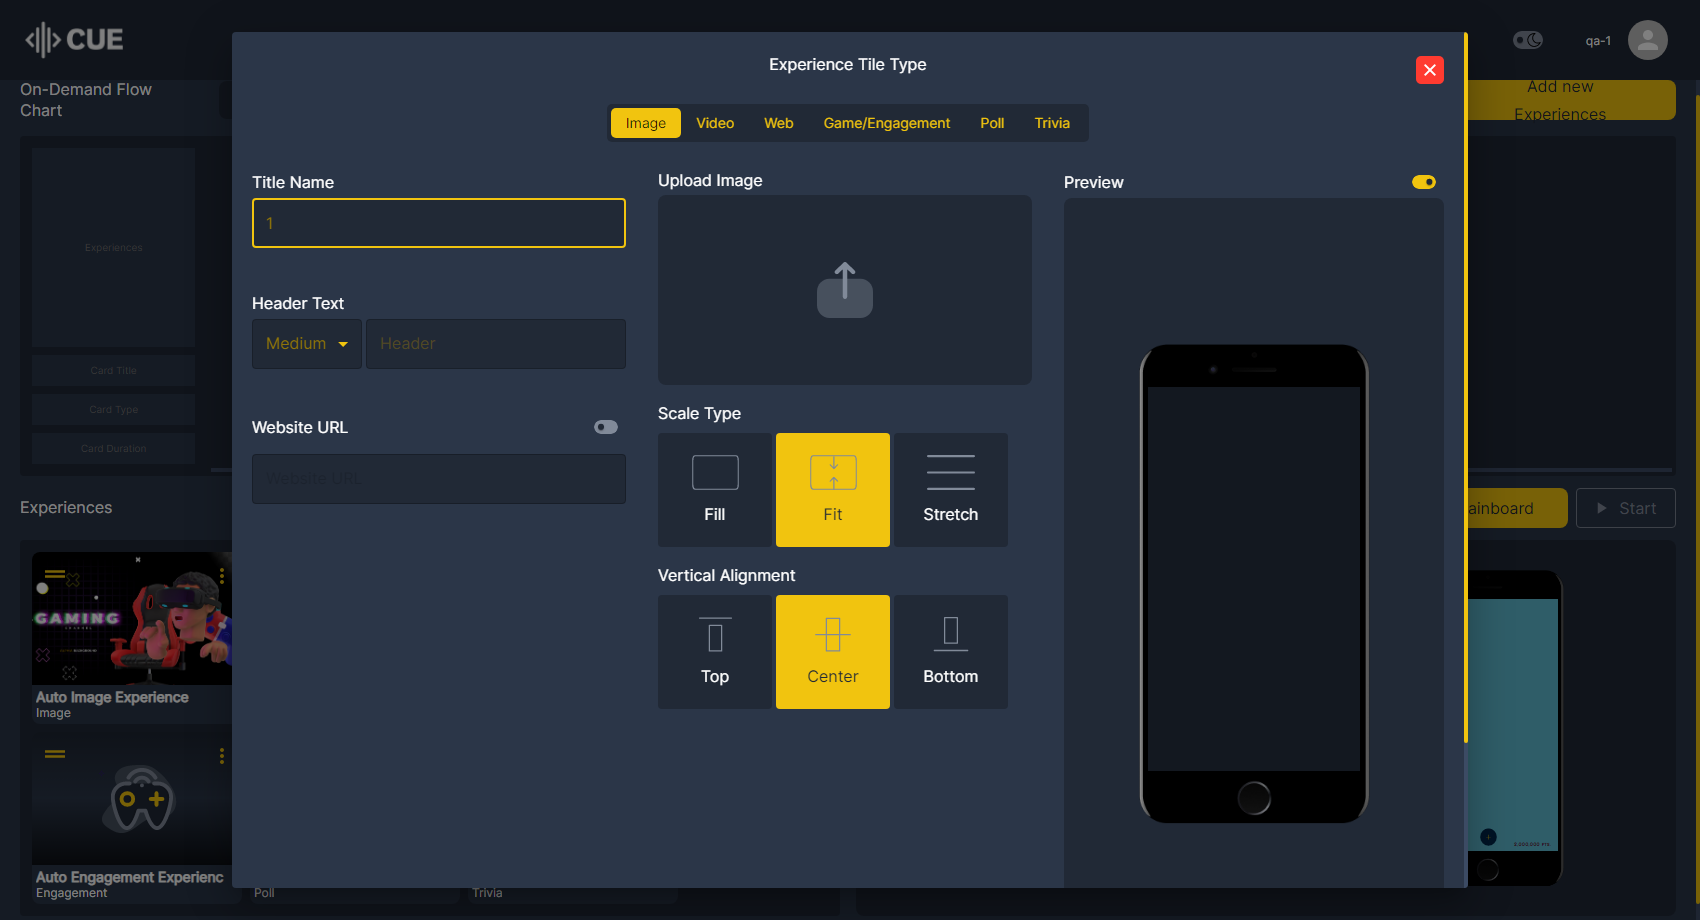 CUE
qa-1
On-Demand Flow
Chart
Add new
Experiences
Experiences
Card Title
Card Type
Card Duration
Experience Tile Type
Image
Video
Web
Game/Engagement
Poll
Trivia
Title Name
1
Header Text
Medium
Header
Website URL
Website URL
Upload Image
Scale Type
Fill
Fit
Stretch
Vertical Alignment
Top
Center
Bottom
Preview
ainboard
Start
Experiences
GAMING
Auto Image Experience
Image
Auto Engagement Experienc
Engagement
Poll
Trivia